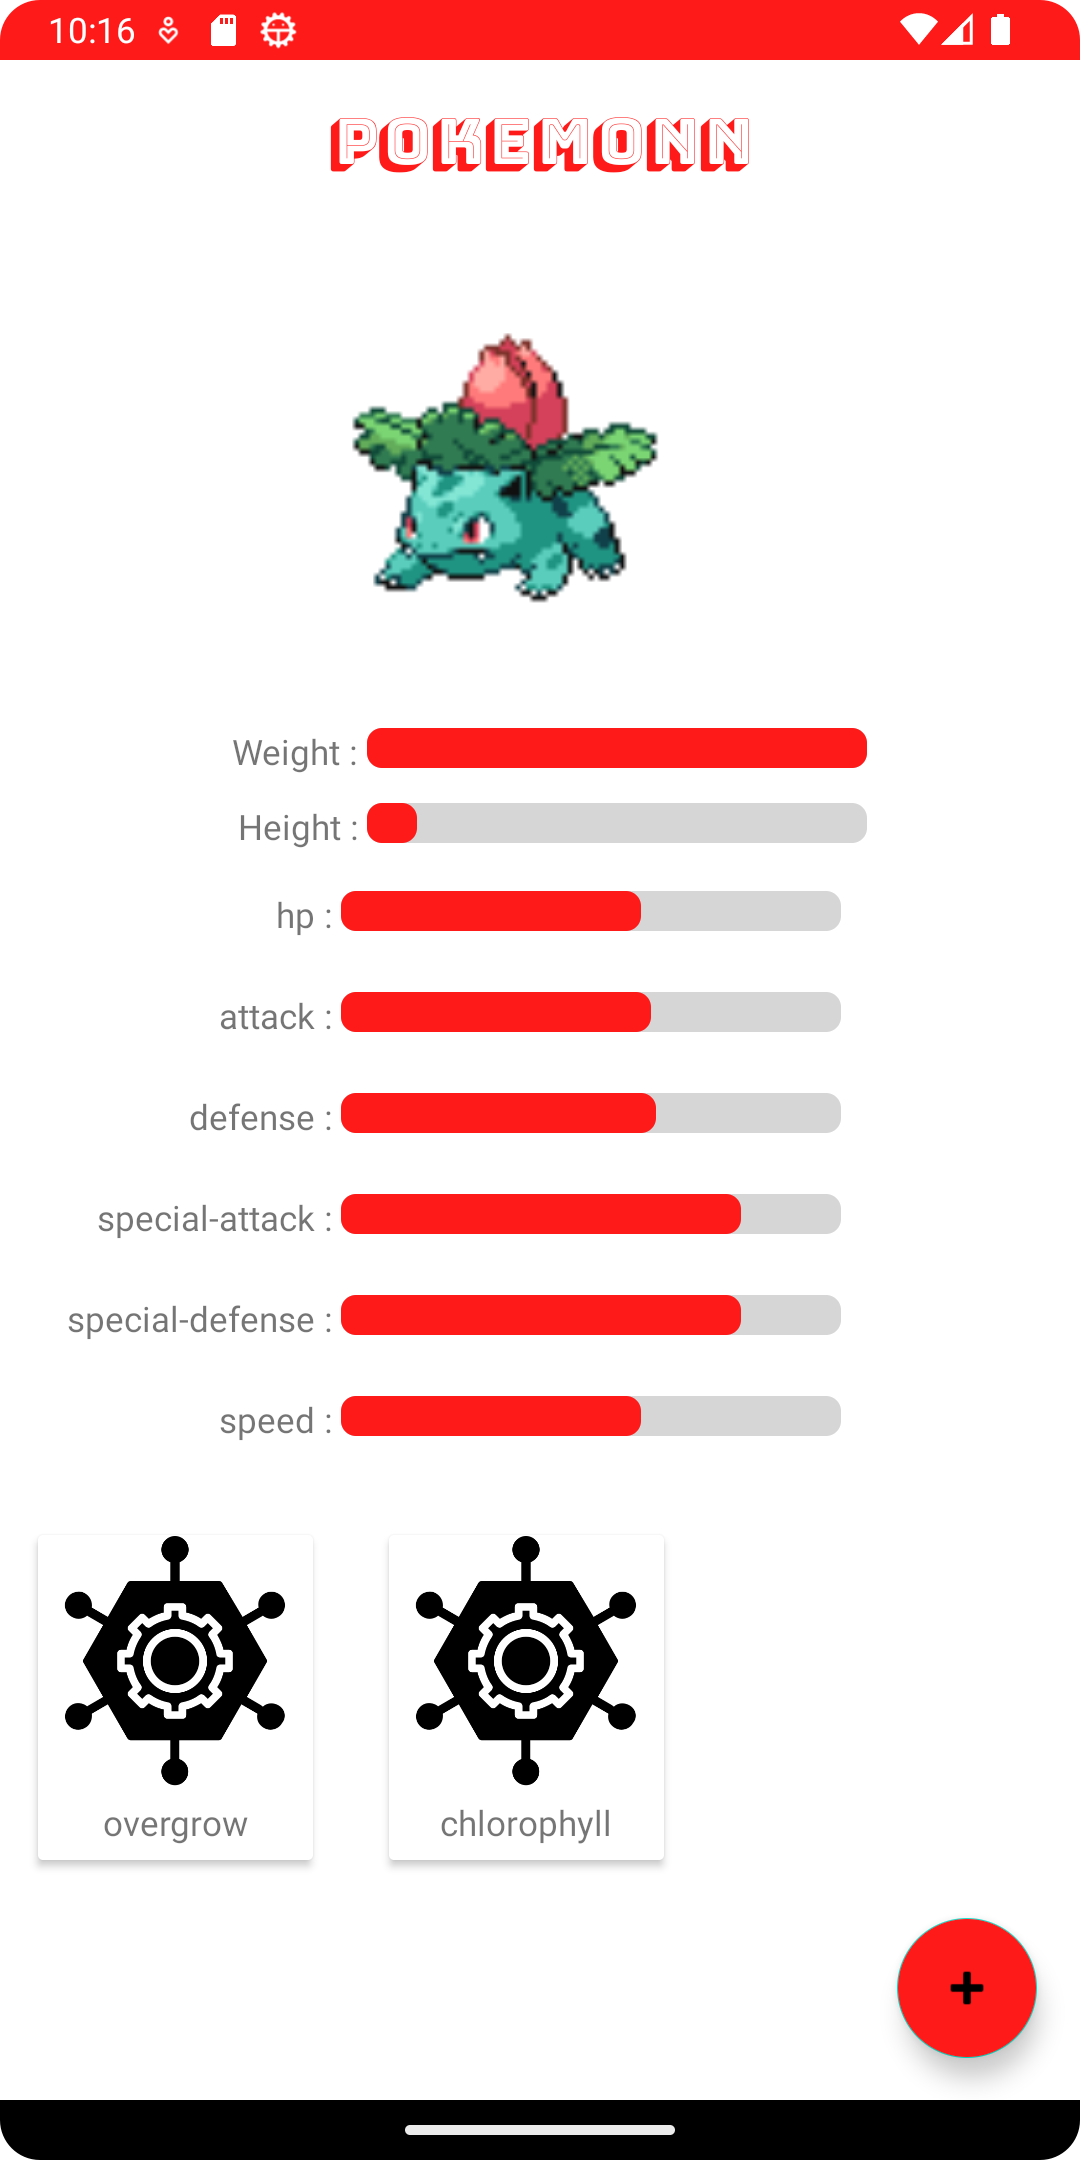 10:16
POKEMONN
Weight :
Height :
hp :
attack :
defense :
special-attack :
special-defense :
speed :
overgrow
chlorophyll
+